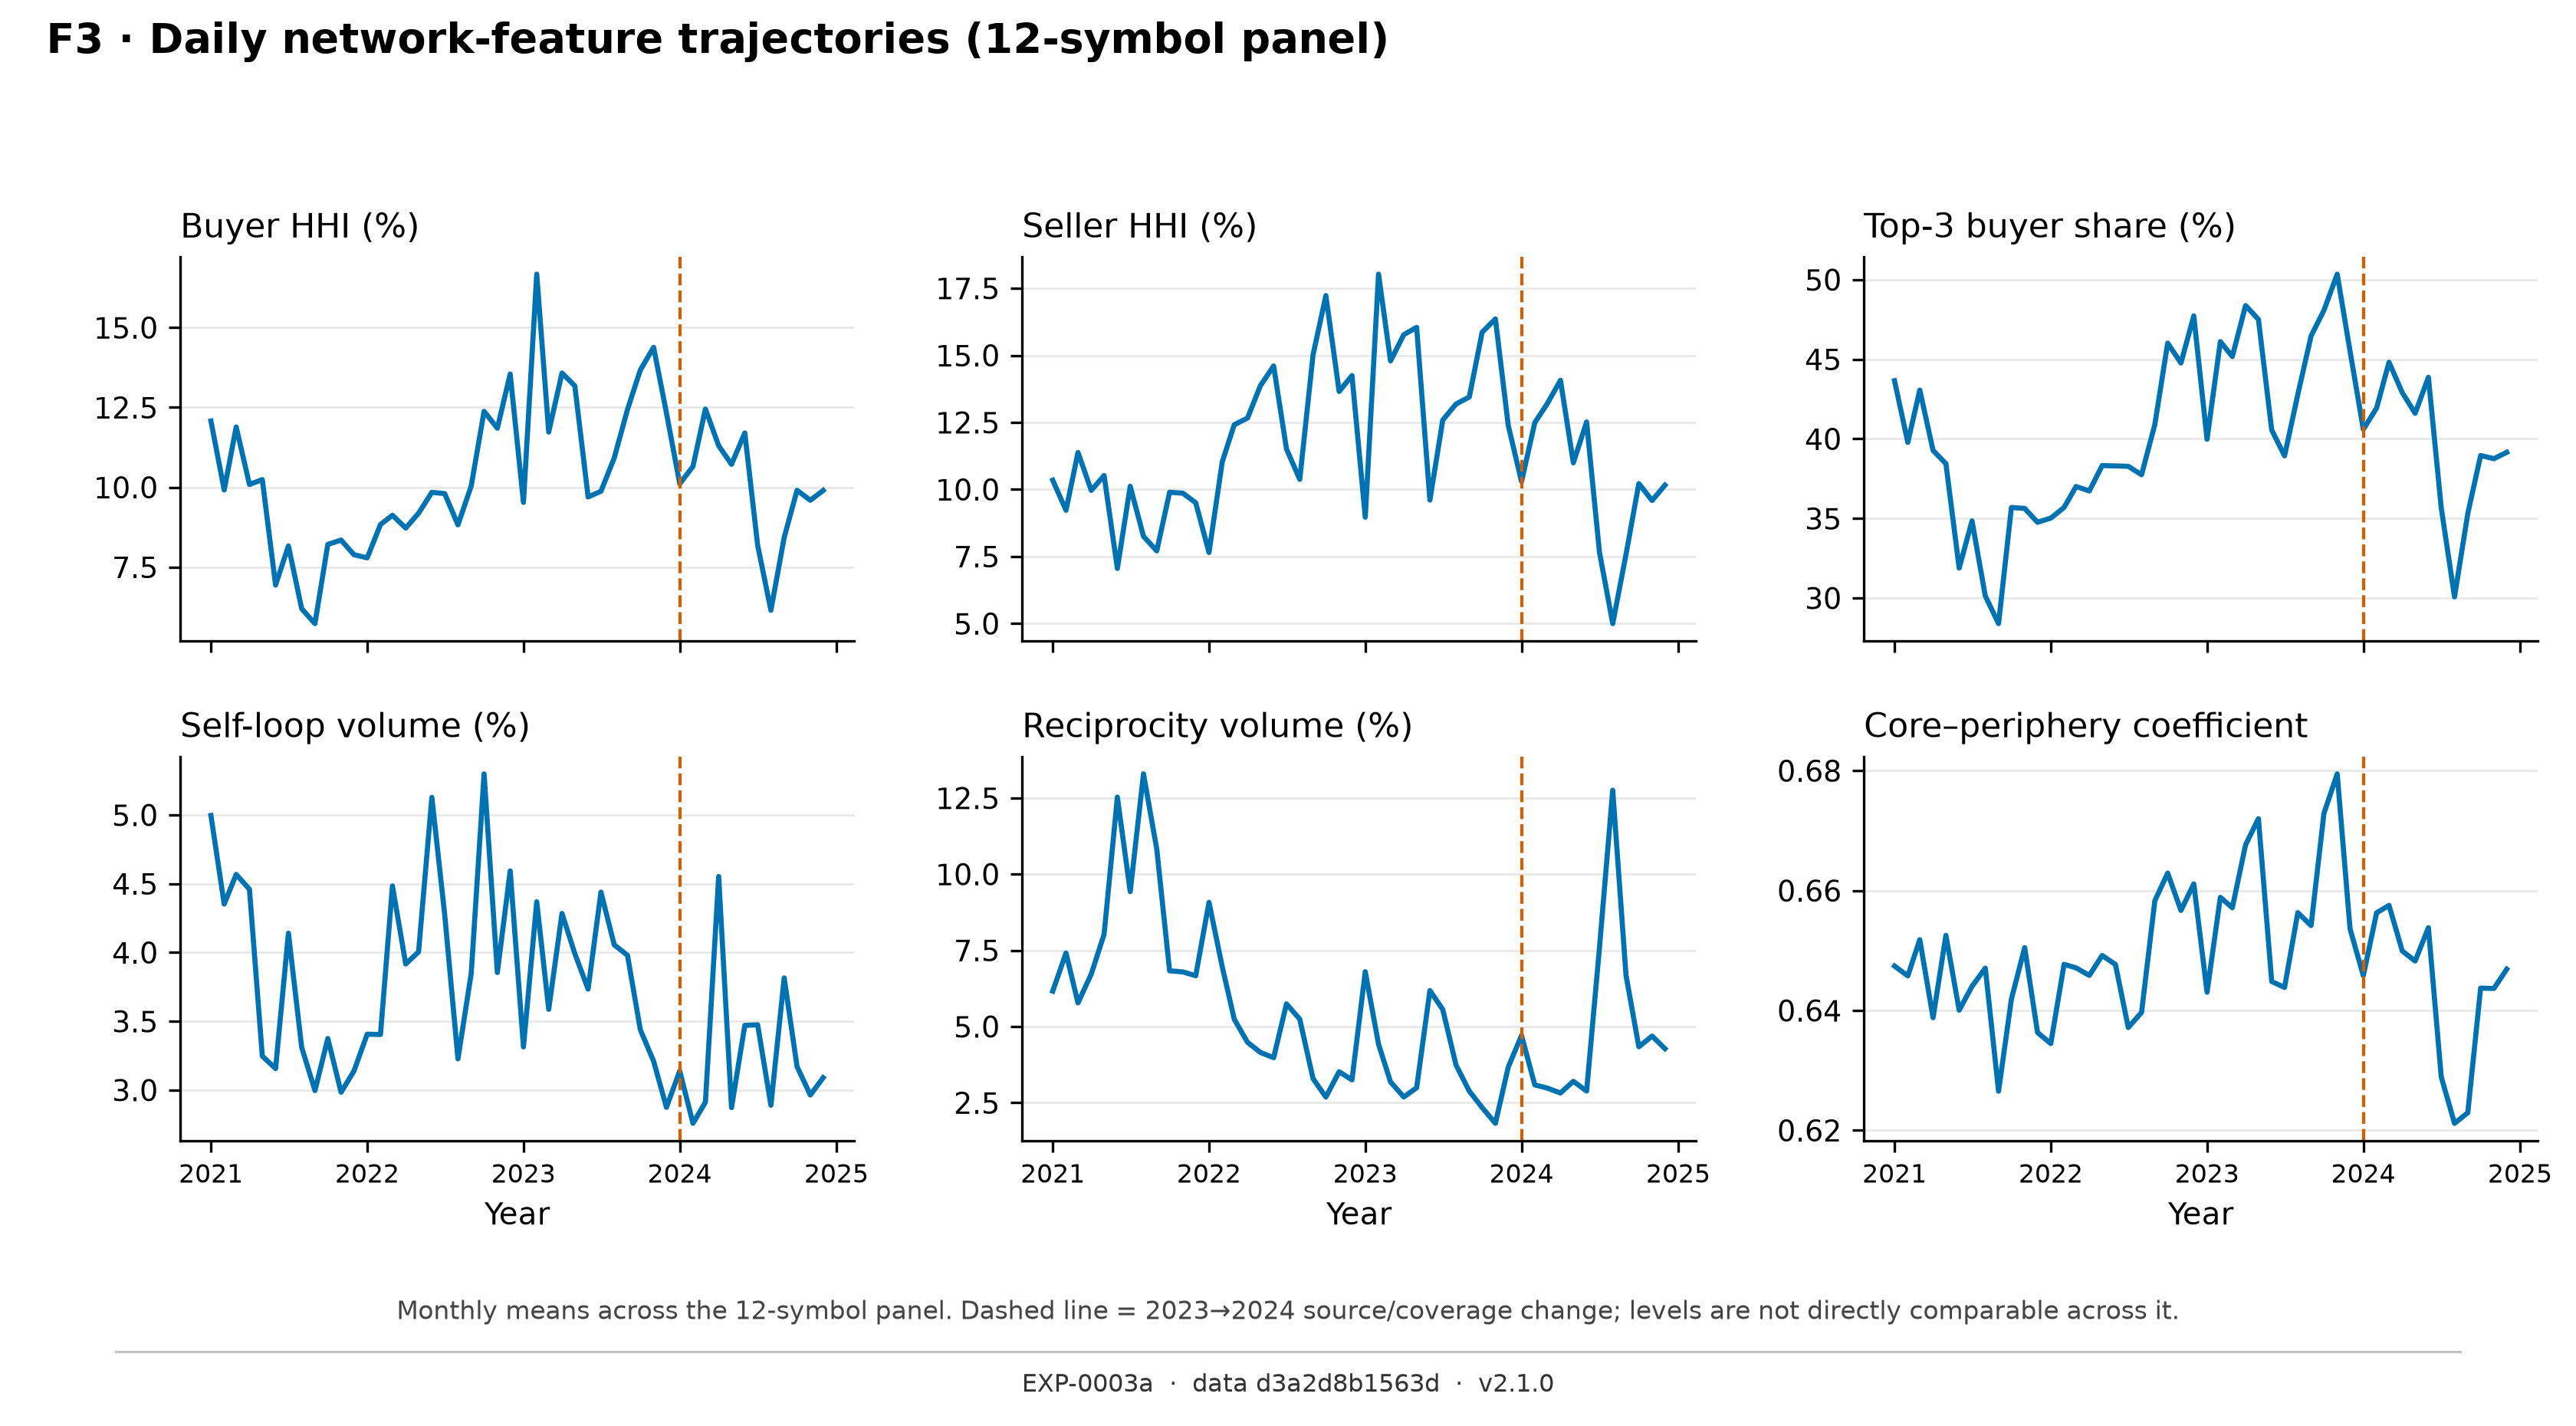 F3 · Daily network-feature trajectories (12-symbol panel)
Buyer HHI (%)
15.0
12.5
10.0
7.5
Seller HHI (%)
17.5
15.0
12.5
10.0
7.5
5.0
Top-3 buyer share (%)
50
45
40
35
30
Self-loop volume (%)
5.0
4.5
4.0
3.5
3.0
2021 2022 2023 2024 2025
Year
Reciprocity volume (%)
12.5
10.0
7.5
5.0
2.5
2021 2022 2023 2024 2025
Year
Core–periphery coefficient
0.68
0.66
0.64
0.62
2021 2022 2023 2024 2025
Year
Monthly means across the 12-symbol panel. Dashed line = 2023→2024 source/coverage change; levels are not directly comparable across it.
EXP-0003a · data d3a2d8b1563d · v2.1.0